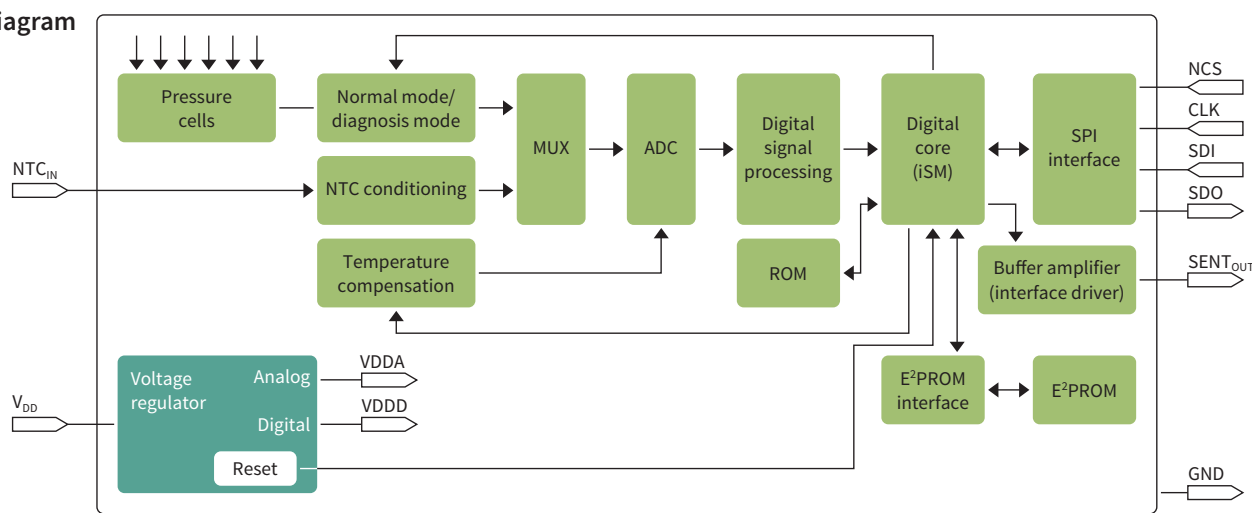 iagram
Pressure
cells
Normal mode/
diagnosis mode
MUX
ADC
Digital
signal
processing
Digital
core
(iSM)
SPI
interface
NCS
CLK
SDI
SDO
NTCIN
NTC conditioning
Temperature
compensation
ROM
Buffer amplifier
(interface driver)
SENTOUT
Voltage
regulator
Analog
Digital
Reset
VDDA
VDDD
VDD
E²PROM
interface
E²PROM
GND